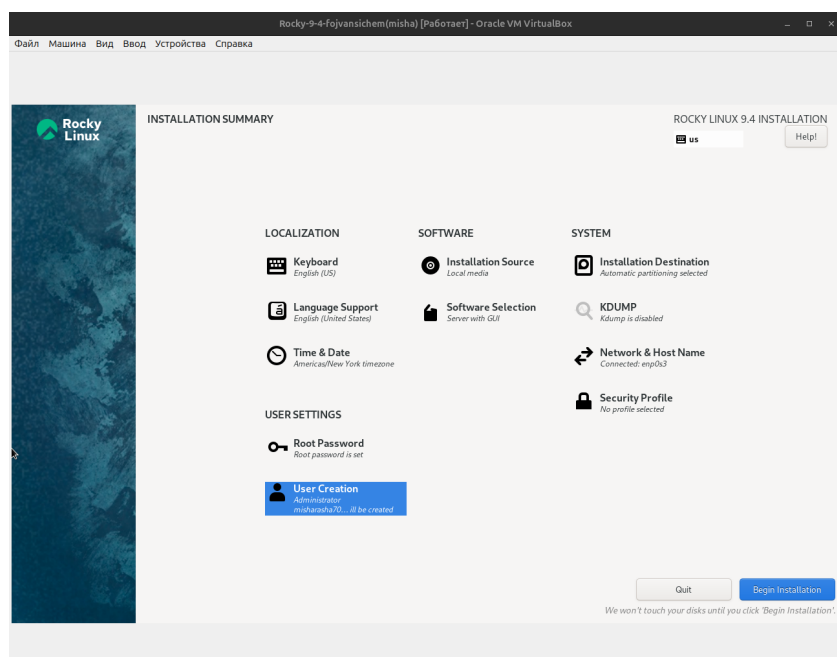 Rocky-9-4-fojvansichem(misha) [Работает] - Oracle VM VirtualBox
Файл Машина Вид Ввод Устройства Справка
Rocky
Linux
INSTALLATION SUMMARY
ROCKY LINUX 9.4 INSTALLATION
us
Help!
LOCALIZATION
Keyboard
English (US)
Language Support
English (United States)
Time & Date
Americas/New York timezone
SOFTWARE
Installation Source
Local media
Software Selection
Server with GUI
SYSTEM
Installation Destination
Automatic partitioning selected
KDUMP
Kdump is disabled
Network & Host Name
Connected: enp0s3
Security Profile
No profile selected
USER SETTINGS
Root Password
Root password is set
User Creation
Administrator
misharasha70... ill be created
Quit
Begin Installation
We won't touch your disks until you click 'Begin Installation'.